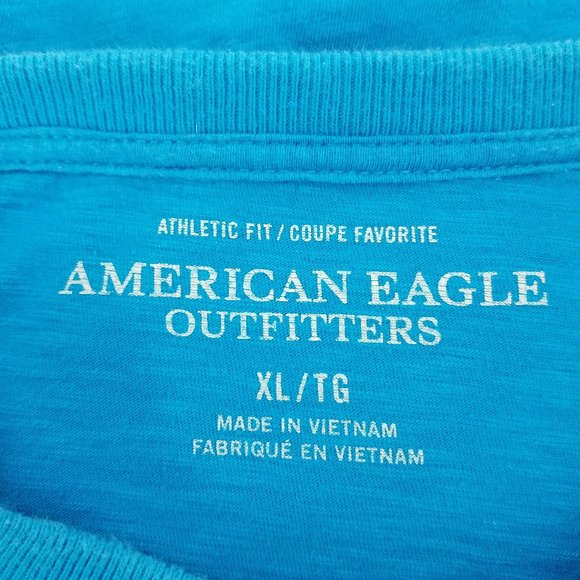 ATHLETIC FIT / COUPE FAVORITE
AMERICAN EAGLE
OUTFITTERS
XL/TG
MADE IN VIETNAM
FABRIQUÉ EN VIETNAM